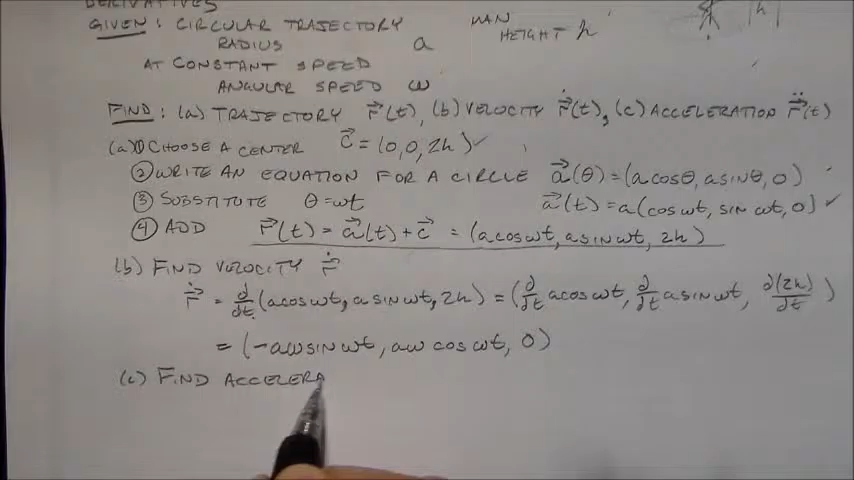 DERIVATIVES
GIVEN: CIRCULAR TRAJECTORY
RADIUS a
AT CONSTANT SPEED
ANGULAR SPEED ω
MAN
HEIGHT h
|h|
FIND: (a) TRAJECTORY r⃗(t), (b) VELOCITY ṙ⃗(t), (c) ACCELERATION r̈⃗(t)
(a) ① CHOOSE A CENTER c⃗ = (0,0,2h) ✓
② WRITE AN EQUATION FOR A CIRCLE a⃗(θ) = (a cosθ, a sinθ, 0)
③ SUBSTITUTE θ = ωt a⃗(t) = a(cos ωt, sin ωt, 0) ✓
④ ADD r⃗(t) = a⃗(t) + c⃗ = (a cos ωt, a sin ωt, 2h)
(b) FIND VELOCITY ṙ⃗
ṙ⃗ = ∂/∂t (a cos ωt, a sin ωt, 2h) = (∂/∂t a cos ωt, ∂/∂t a sin ωt, ∂(2h)/∂t)
= (-aω sin ωt, aω cos ωt, 0)
(c) FIND ACCELERA